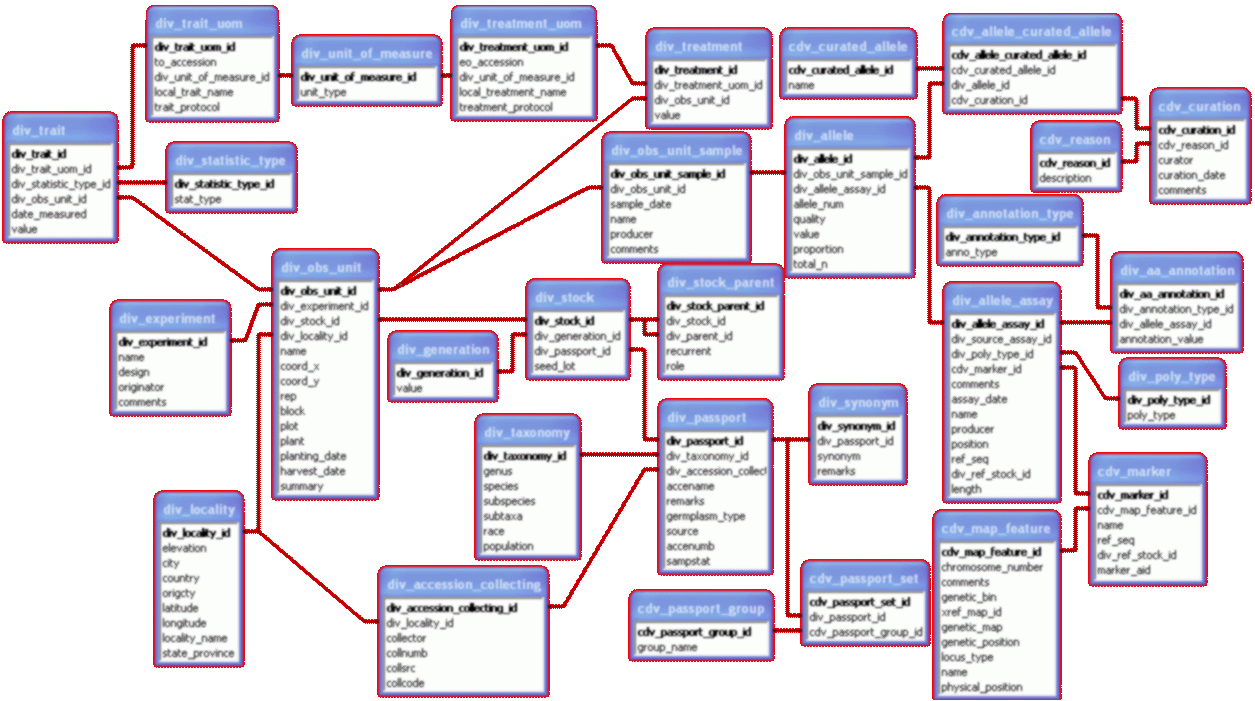 div_trait_uom
div_trait_uom_id
to_accession
div_unit_of_measure_id
local_trait_name
trait_protocol
div_unit_of_measure
div_unit_of_measure_id
unit_type
div_treatment_uom
div_treatment_uom_id
eo_accession
div_unit_of_measure_id
local_treatment_name
treatment_protocol
div_treatment
div_treatment_id
div_treatment_uom_id
div_obs_unit_id
value
cdv_curated_allele
cdv_curated_allele_id
name
cdv_allele_curated_allele
cdv_allele_curated_allele_id
cdv_curated_allele_id
div_allele_id
cdv_curation_id
cdv_curation
cdv_curation_id
cdv_reason_id
curator
curation_date
comments
cdv_reason
cdv_reason_id
description
div_trait
div_trait_id
div_trait_uom_id
div_statistic_type_id
div_obs_unit_id
date_measured
value
div_statistic_type
div_statistic_type_id
stat_type
div_obs_unit_sample
div_obs_unit_sample_id
div_obs_unit_id
sample_date
name
producer
comments
div_allele
div_allele_id
div_obs_unit_sample_id
div_allele_assay_id
allele_num
quality
value
proportion
total_n
div_annotation_type
div_annotation_type_id
anno_type
div_aa_annotation
div_aa_annotation_id
div_annotation_type_id
div_allele_assay_id
annotation_value
div_obs_unit
div_obs_unit_id
div_experiment_id
div_stock_id
div_locality_id
name
coord_x
coord_y
rep
block
plot
plant
planting_date
harvest_date
summary
div_experiment
div_experiment_id
name
design
originator
comments
div_generation
div_generation_id
value
div_stock
div_stock_id
div_generation_id
div_passport_id
seed_lot
div_stock_parent
div_stock_parent_id
div_stock_id
div_parent_id
recurrent
role
div_allele_assay
div_allele_assay_id
div_source_assay_id
div_poly_type_id
cdv_marker_id
comments
assay_date
name
producer
position
ref_seq
div_ref_stock_id
length
div_poly_type
div_poly_type_id
poly_type
div_taxonomy
div_taxonomy_id
genus
species
subspecies
subtaxa
race
population
div_passport
div_passport_id
div_taxonomy_id
div_accession_collect
accename
remarks
germplasm_type
source
accenumb
sampstat
div_synonym
div_synonym_id
div_passport_id
synonym
remarks
cdv_marker
cdv_marker_id
cdv_map_feature_id
name
ref_seq
div_ref_stock_id
marker_aid
div_locality
div_locality_id
elevation
city
country
origcty
latitude
longitude
locality_name
state_province
div_accession_collecting
div_accession_collecting_id
div_locality_id
collector
collnumb
collsrc
collcode
cdv_passport_group
cdv_passport_group_id
group_name
cdv_passport_set
cdv_passport_set_id
div_passport_id
cdv_passport_group_id
cdv_map_feature
cdv_map_feature_id
chromosome_number
comments
genetic_bin
xref_map_id
genetic_map
genetic_position
locus_type
name
physical_position